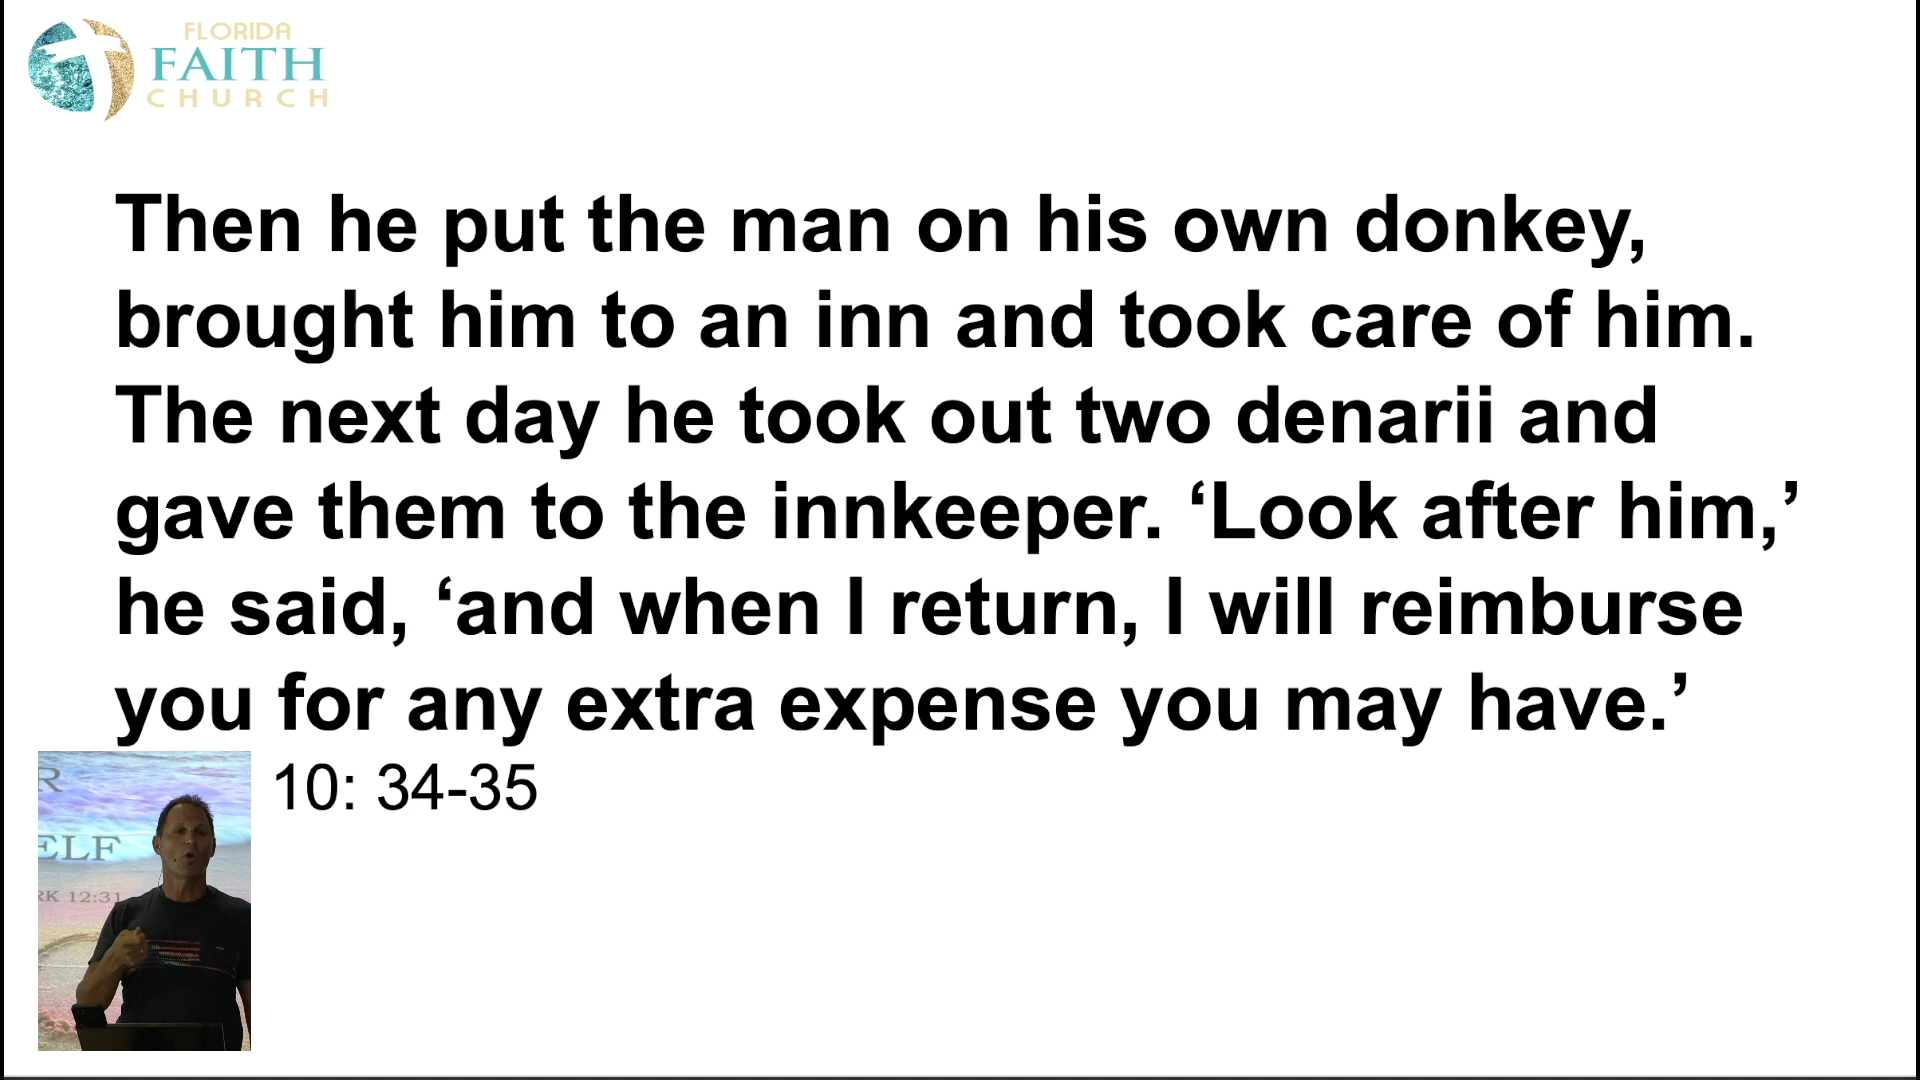 FLORIDA
FAITH
CHURCH
Then he put the man on his own donkey,
brought him to an inn and took care of him.
The next day he took out two denarii and
gave them to the innkeeper. ‘Look after him,’
he said, ‘and when I return, I will reimburse
you for any extra expense you may have.’
10: 34-35
R
ELF
RK 12:31